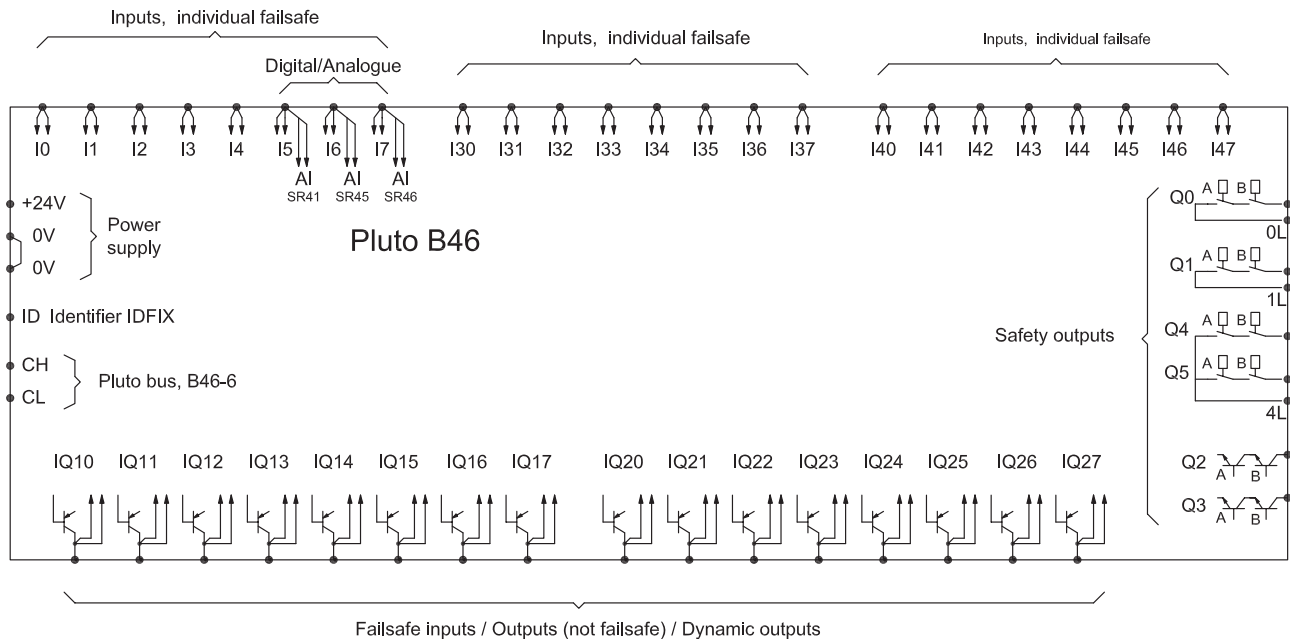 Inputs, individual failsafe
Inputs, individual failsafe
Inputs, individual failsafe
Digital/Analogue
I0 I1 I2 I3 I4 I5 I6 I7 I30 I31 I32 I33 I34 I35 I36 I37 I40 I41 I42 I43 I44 I45 I46 I47
AI AI AI
SR41 SR45 SR46
+24V
0V
0V
Power
supply
Pluto B46
ID Identifier IDFIX
CH
CL
Pluto bus, B46-6
Safety outputs
Q0 A B
0L
Q1 A B
1L
Q4 A B
Q5 A B
4L
Q2 A B
Q3 A B
IQ10 IQ11 IQ12 IQ13 IQ14 IQ15 IQ16 IQ17 IQ20 IQ21 IQ22 IQ23 IQ24 IQ25 IQ26 IQ27
Failsafe inputs / Outputs (not failsafe) / Dynamic outputs